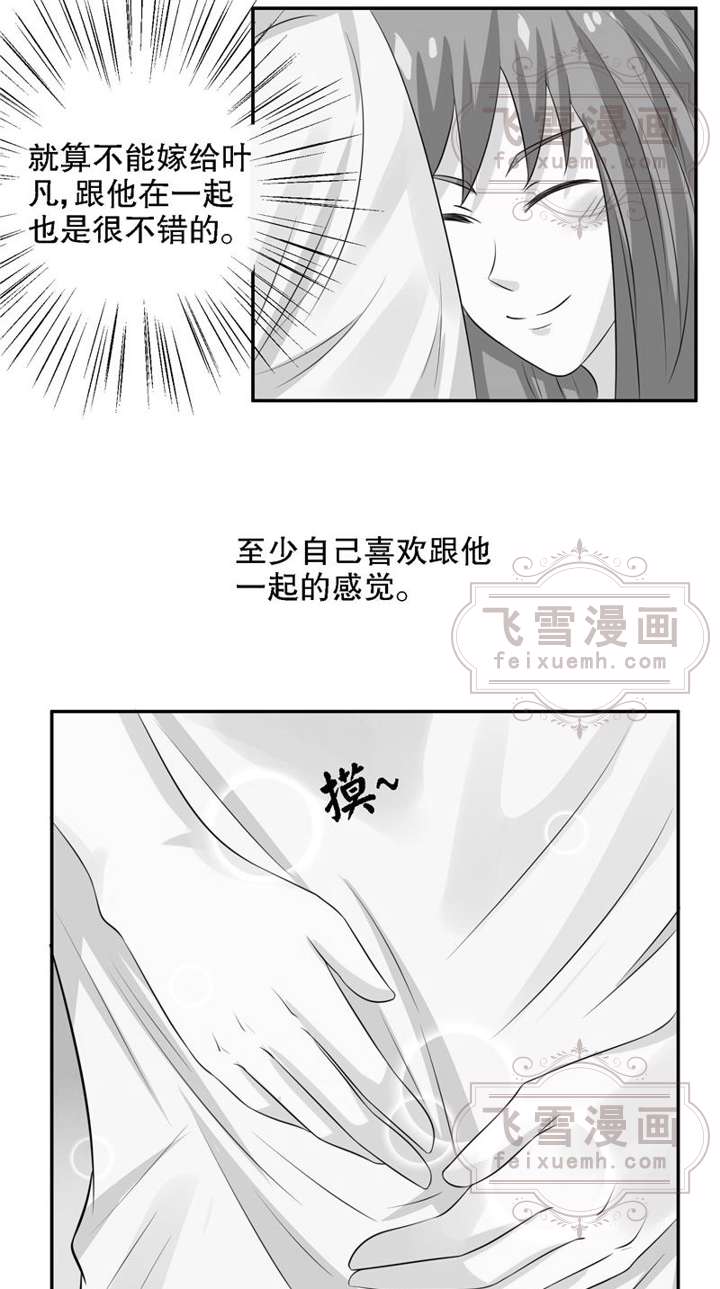 飞雪漫画
feixuemh.com
就算不能嫁给叶
凡,跟他在一起
也是很不错的。
至少自己喜欢跟他
一起的感觉。
飞雪漫画
feixuemh.com
摸~
飞雪漫画
feixuemh.com